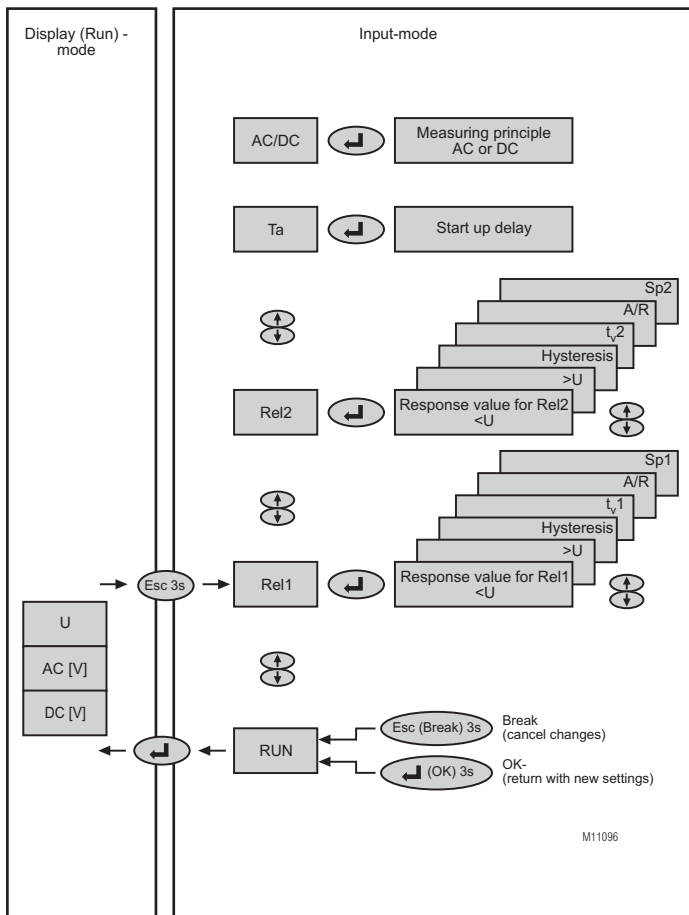 Display (Run) -
mode
Input-mode
AC/DC
Measuring principle
AC or DC
Ta
Start up delay
Sp2
A/R
tv2
Hysteresis
>U
Rel2
Response value for Rel2
<U
Sp1
A/R
tv1
Hysteresis
>U
Esc 3s
Rel1
Response value for Rel1
<U
U
AC [V]
DC [V]
RUN
Esc (Break) 3s
Break
(cancel changes)
(OK) 3s
OK-
(return with new settings)
M11096